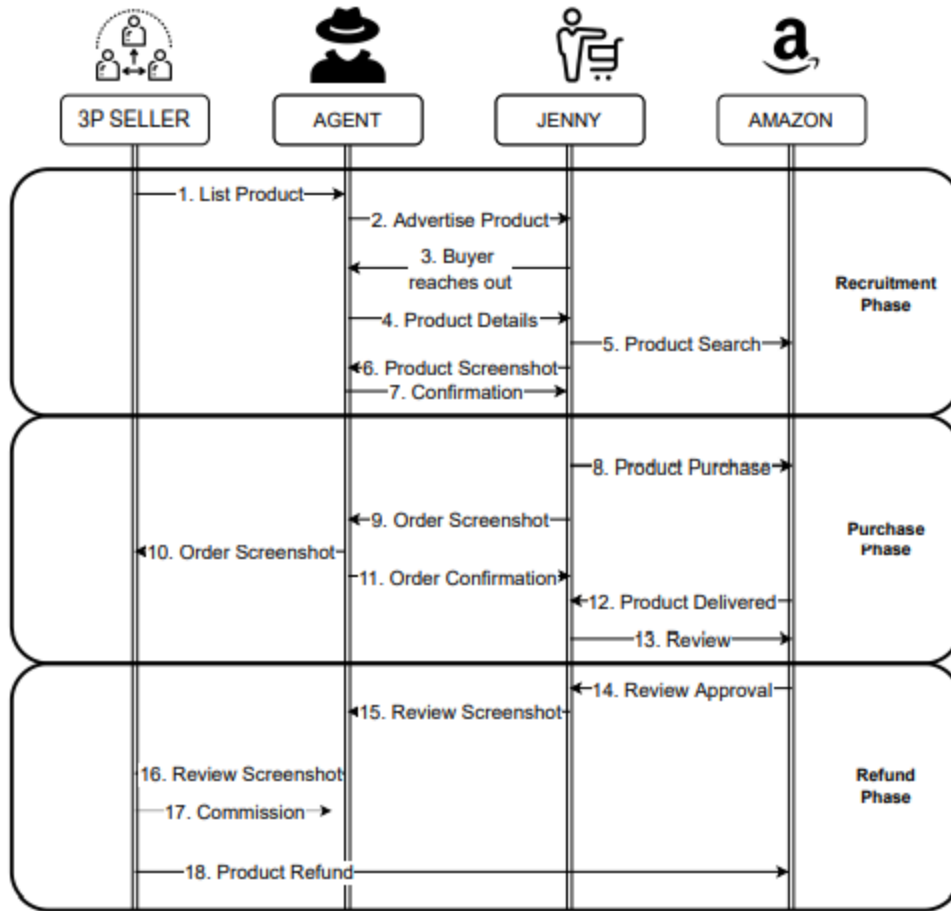 a
3P SELLER
AGENT
JENNY
AMAZON
1. List Product
2. Advertise Product
3. Buyer
reaches out
4. Product Details
5. Product Search
6. Product Screenshot
7. Confirmation
Recruitment
Phase
8. Product Purchase
9. Order Screenshot
10. Order Screenshot
11. Order Confirmation
12. Product Delivered
13. Review
Purchase
Phase
14. Review Approval
15. Review Screenshot
16. Review Screenshot
17. Commission
18. Product Refund
Refund
Phase